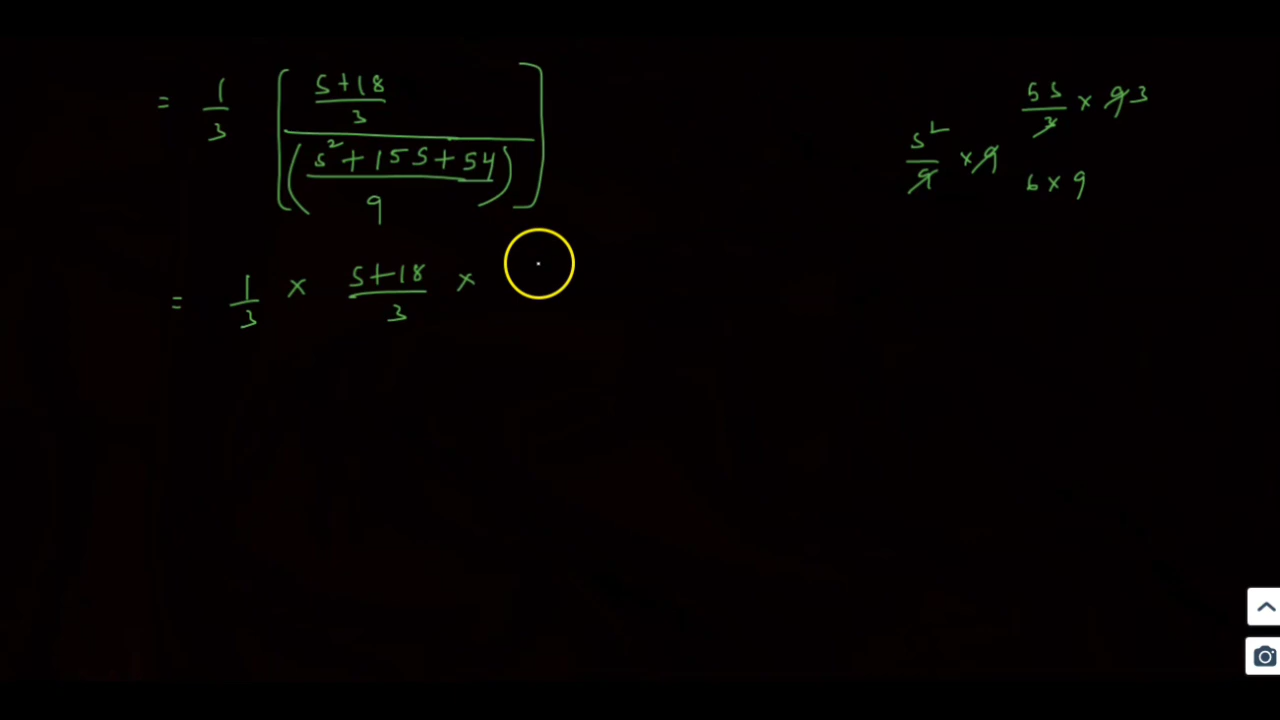 = 1/3 [ ((s+18)/3) / ((s²+15s+54)/9) ]
5s/3 × 9 3
s²/9 × 9
6 × 9
= 1/3 × (s+18)/3 ×